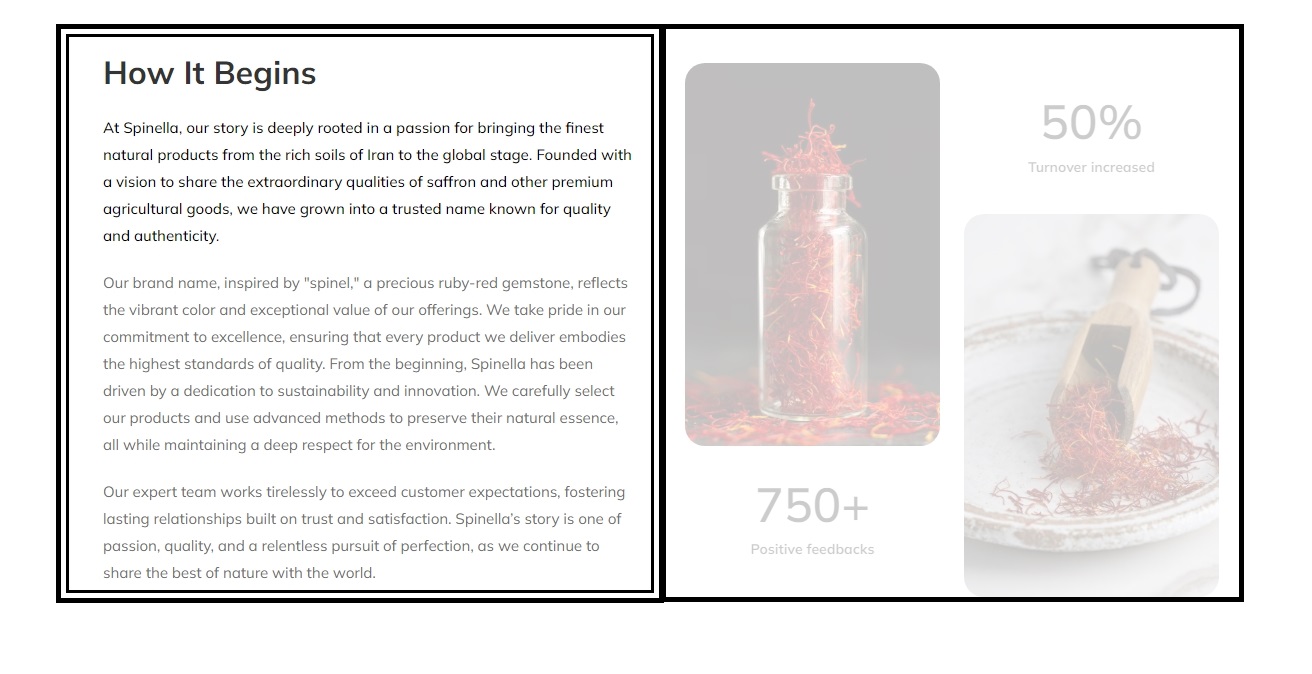 How It Begins
At Spinella, our story is deeply rooted in a passion for bringing the finest
natural products from the rich soils of Iran to the global stage. Founded with
a vision to share the extraordinary qualities of saffron and other premium
agricultural goods, we have grown into a trusted name known for quality
and authenticity.
Our brand name, inspired by "spinel," a precious ruby-red gemstone, reflects
the vibrant color and exceptional value of our offerings. We take pride in our
commitment to excellence, ensuring that every product we deliver embodies
the highest standards of quality. From the beginning, Spinella has been
driven by a dedication to sustainability and innovation. We carefully select
our products and use advanced methods to preserve their natural essence,
all while maintaining a deep respect for the environment.
Our expert team works tirelessly to exceed customer expectations, fostering
lasting relationships built on trust and satisfaction. Spinella’s story is one of
passion, quality, and a relentless pursuit of perfection, as we continue to
share the best of nature with the world.
50%
Turnover increased
750+
Positive feedbacks